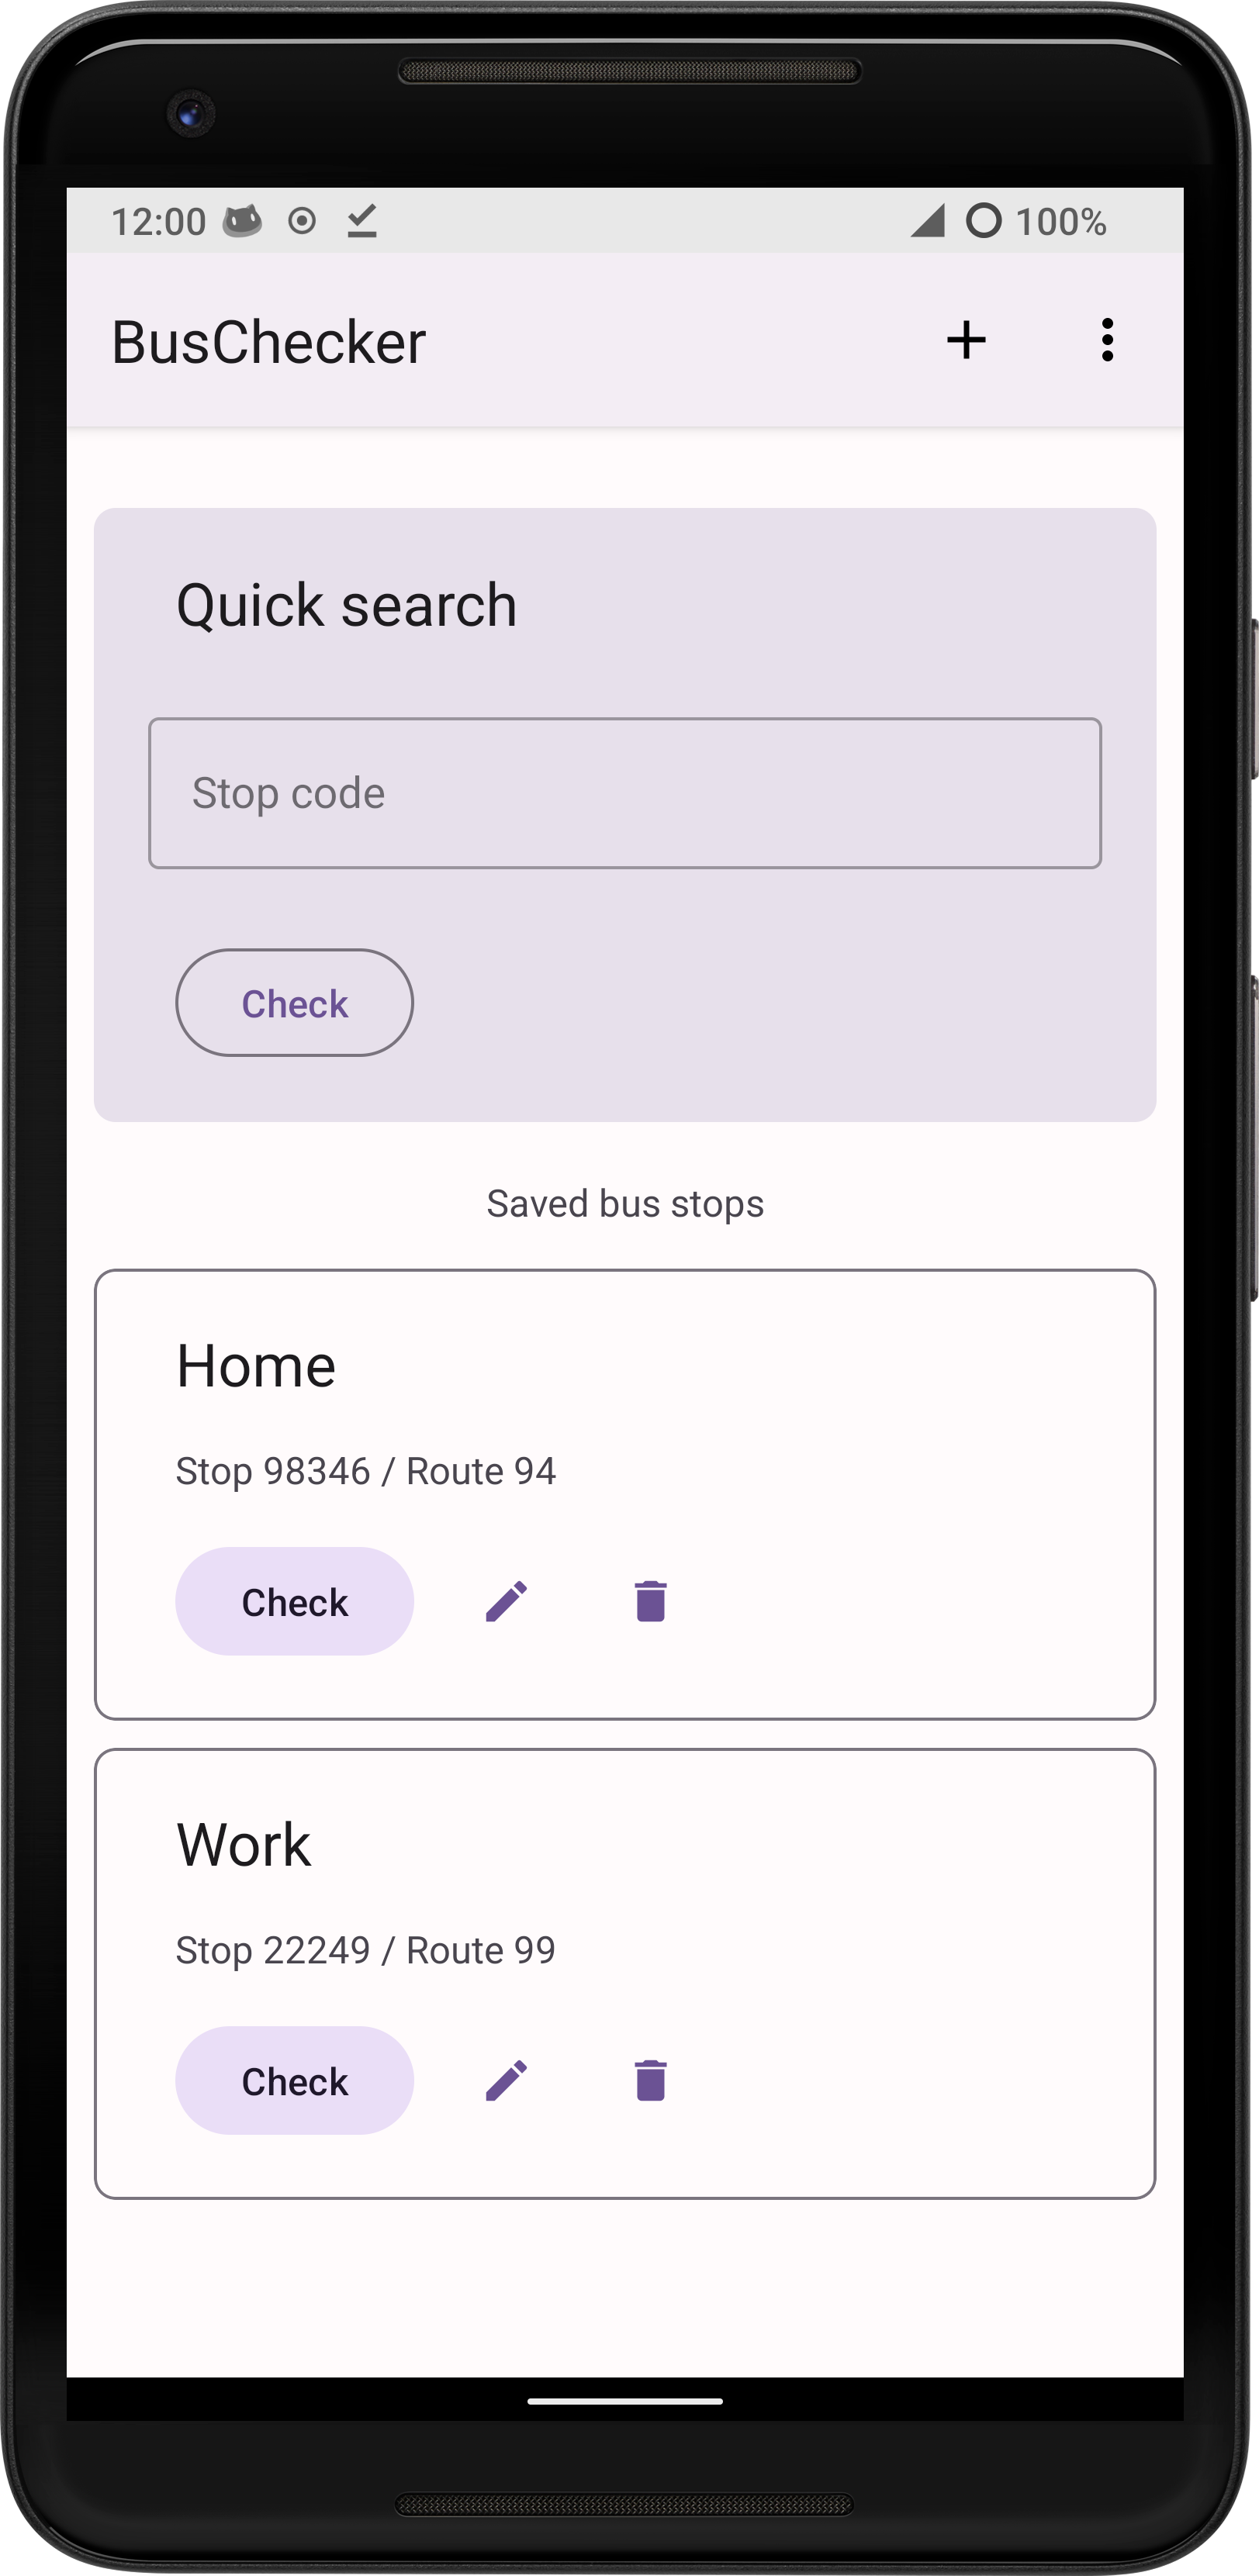 12:00 100%
BusChecker
Quick search
Stop code
Check
Saved bus stops
Home
Stop 98346 / Route 94
Check
Work
Stop 22249 / Route 99
Check